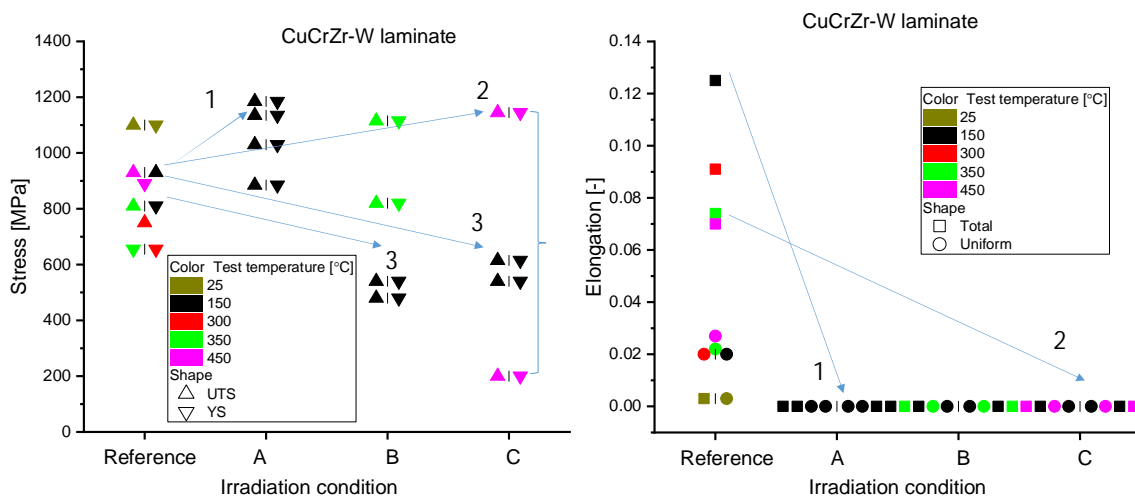 CuCrZr-W laminate
1400
1200
1000
800
600
400
200
0
Stress [MPa]
1
2
3
3
Color Test temperature [°C]
25
150
300
350
450
Shape
UTS
YS
Reference A B C
Irradiation condition
CuCrZr-W laminate
0.14
0.12
0.10
0.08
0.06
0.04
0.02
0.00
Elongation [-]
Color Test temperature [°C]
25
150
300
350
450
Shape
Total
Uniform
1
2
Reference A B C
Irradiation condition